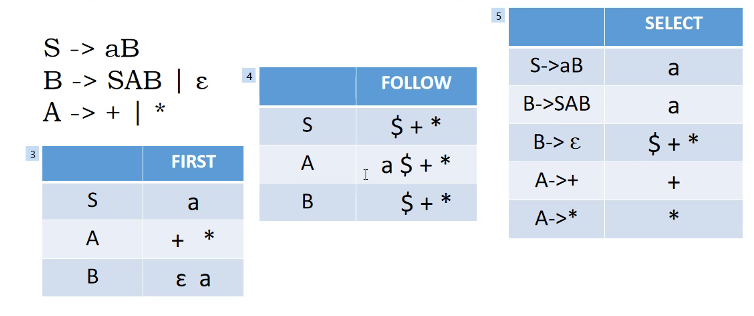 S -> aB
B -> SAB | ε
A -> + | *
3
FIRST
S a
A + *
B ε a
4
FOLLOW
S $ + *
A a $ + *
B $ + *
5
SELECT
S->aB a
B->SAB a
B-> ε $ + *
A->+ +
A->* *